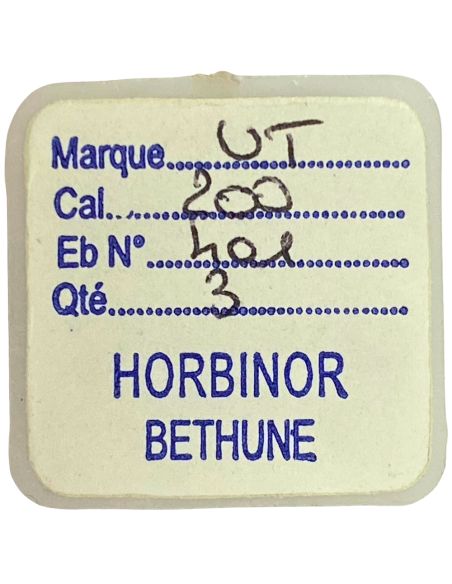 Marque......UT
Cal......200
Eb N°......401
Qté......3
HORBINOR
BETHUNE